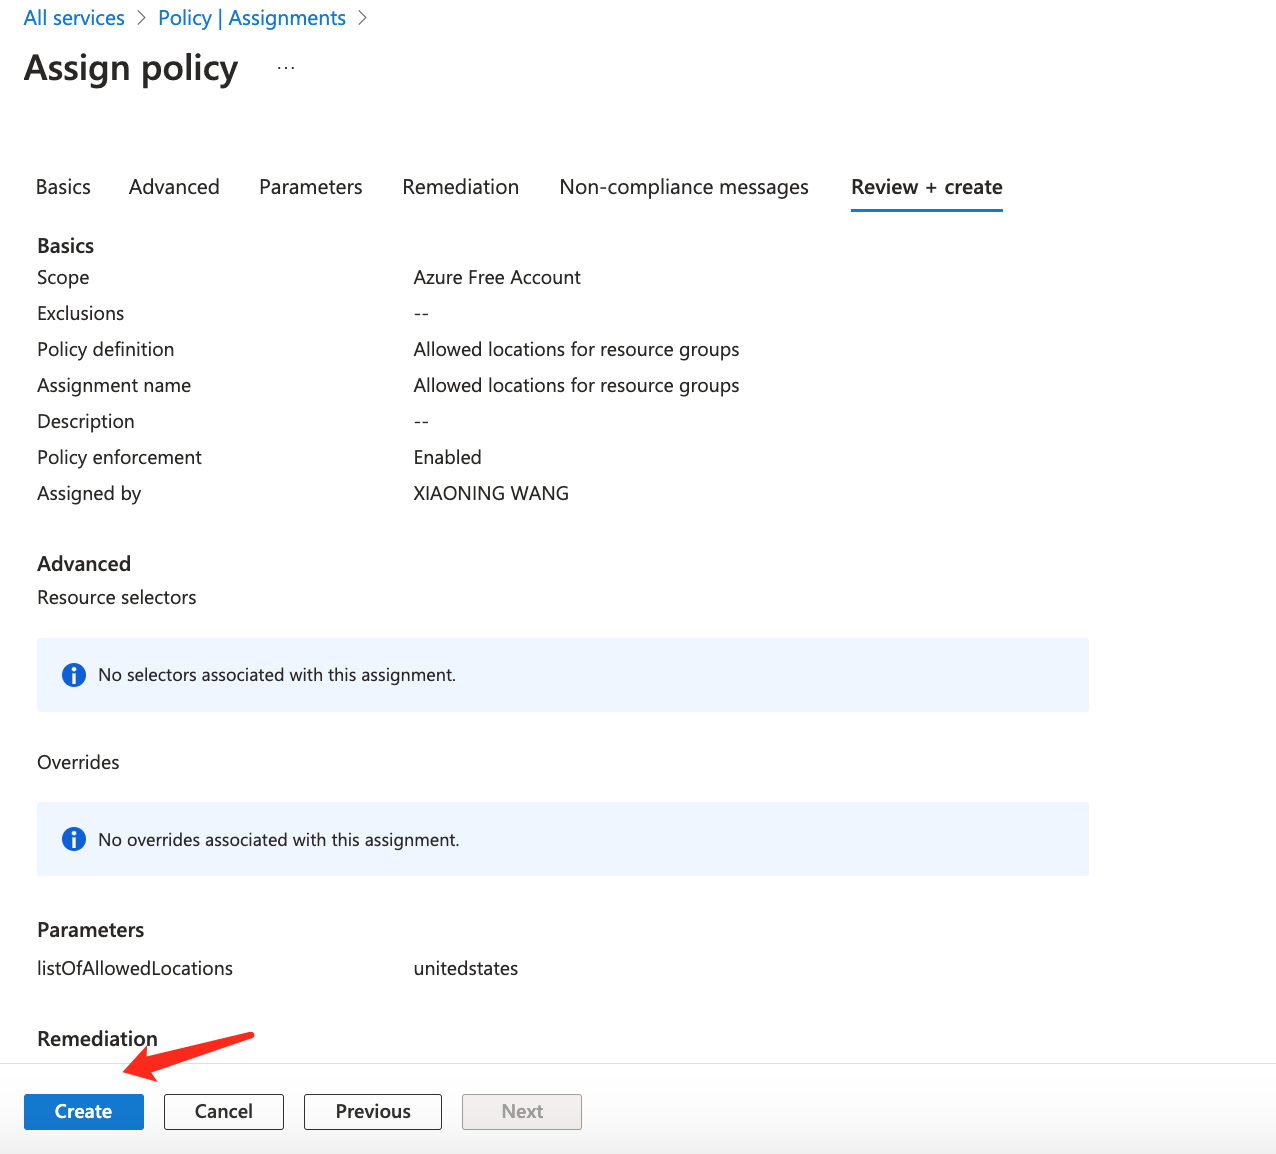 All services > Policy | Assignments >
Assign policy ...
Basics Advanced Parameters Remediation Non-compliance messages Review + create
Basics
Scope Azure Free Account
Exclusions --
Policy definition Allowed locations for resource groups
Assignment name Allowed locations for resource groups
Description --
Policy enforcement Enabled
Assigned by XIAONING WANG
Advanced
Resource selectors
No selectors associated with this assignment.
Overrides
No overrides associated with this assignment.
Parameters
listOfAllowedLocations unitedstates
Remediation
Create Cancel Previous Next